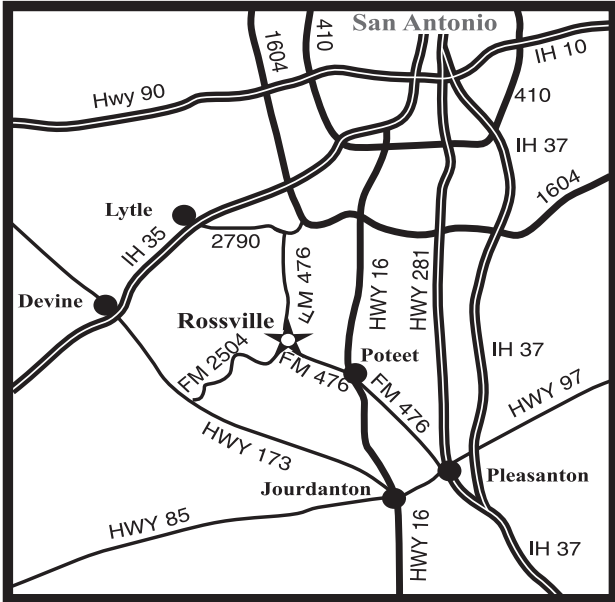 San Antonio
1604
410
IH 10
Hwy 90
410
IH 37
1604
Lytle
IH 35
2790
FM 476
HWY 16
HWY 281
Devine
Rossville
FM 2504
FM 476
Poteet
FM 476
IH 37
HWY 97
HWY 173
Jourdanton
Pleasanton
HWY 85
HWY 16
IH 37